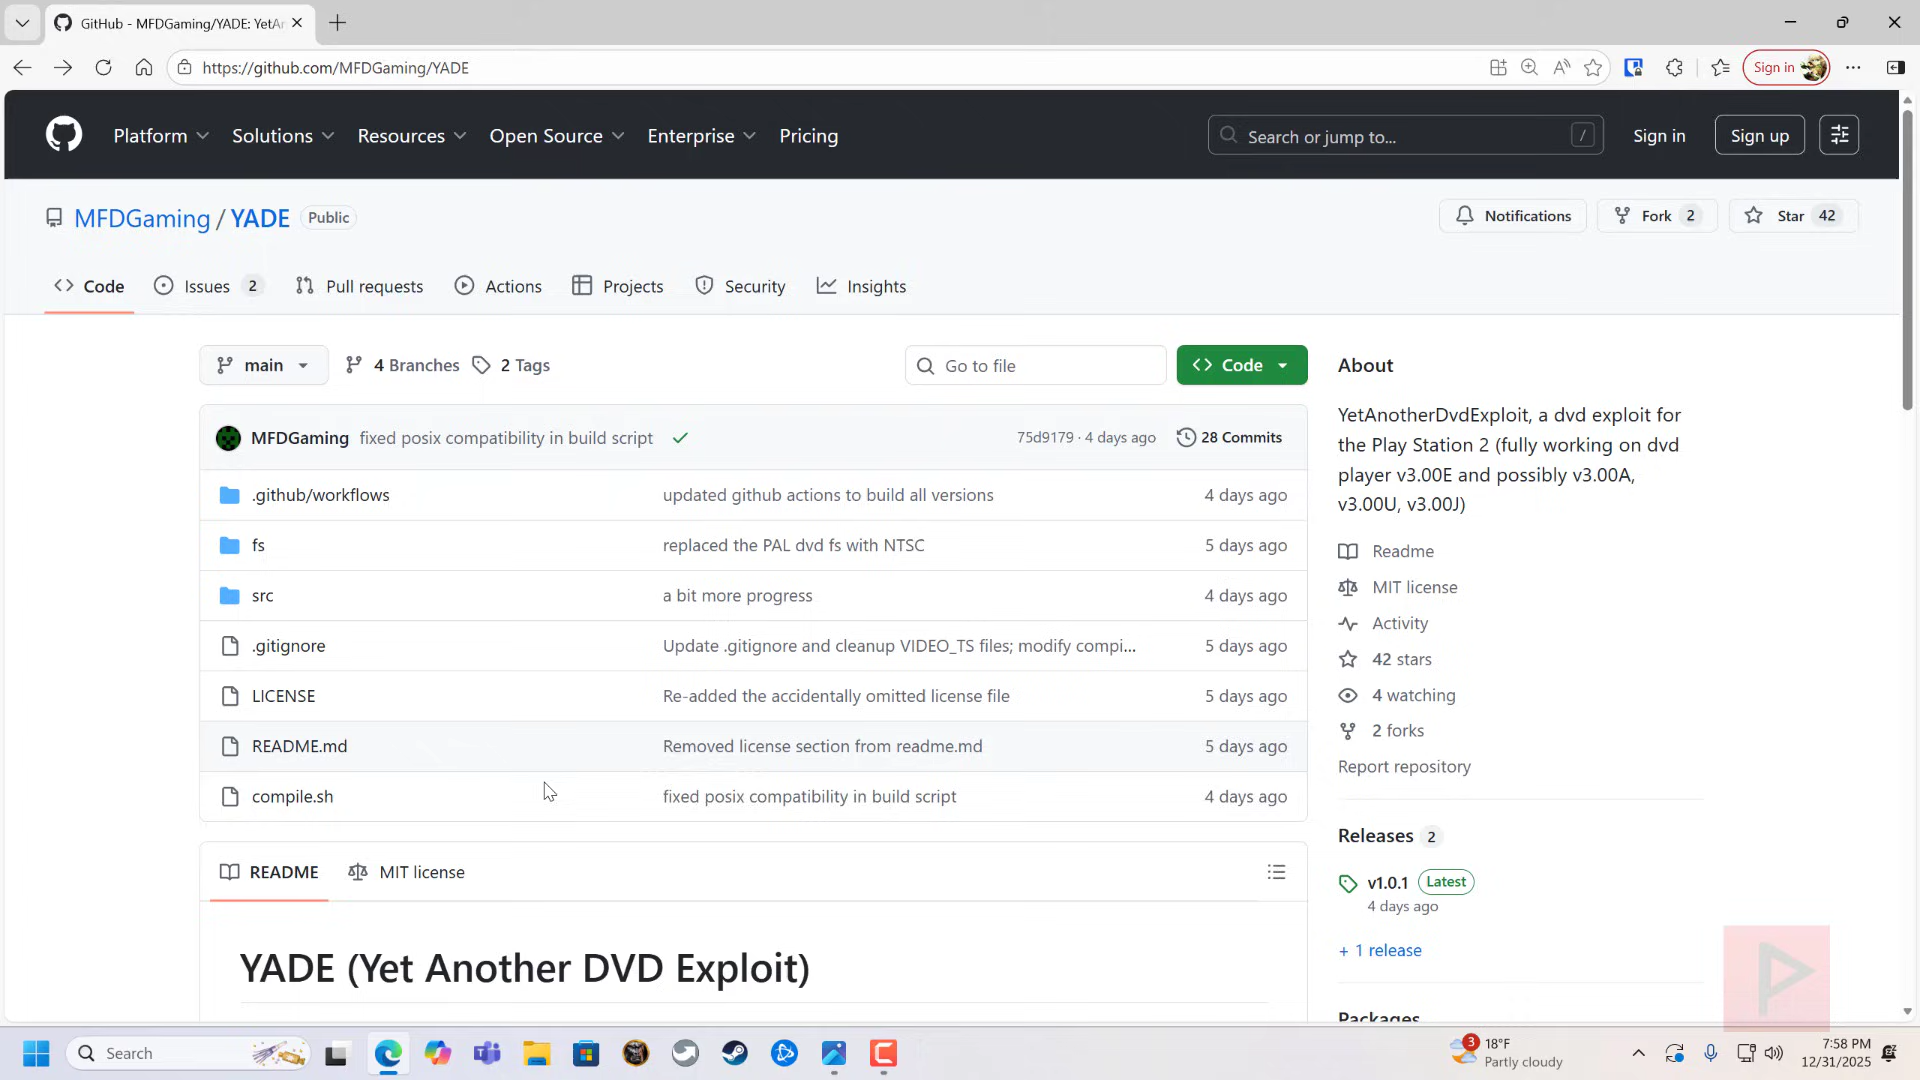 GitHub - MFDGaming/YADE: YetAr
https://github.com/MFDGaming/YADE
Sign in
Platform Solutions Resources Open Source Enterprise Pricing
Search or jump to... /
Sign in
Sign up
MFDGaming / YADE Public
Notifications
Fork 2
Star 42
Code
Issues 2
Pull requests
Actions
Projects
Security
Insights
main
4 Branches
2 Tags
Go to file
Code
MFDGaming fixed posix compatibility in build script 75d9179 · 4 days ago 28 Commits
.github/workflows updated github actions to build all versions 4 days ago
fs replaced the PAL dvd fs with NTSC 5 days ago
src a bit more progress 4 days ago
.gitignore Update .gitignore and cleanup VIDEO_TS files; modify compi... 5 days ago
LICENSE Re-added the accidentally omitted license file 5 days ago
README.md Removed license section from readme.md 5 days ago
compile.sh fixed posix compatibility in build script 4 days ago
README
MIT license
YADE (Yet Another DVD Exploit)
About
YetAnotherDvdExploit, a dvd exploit for
the Play Station 2 (fully working on dvd
player v3.00E and possibly v3.00A,
v3.00U, v3.00J)
Readme
MIT license
Activity
42 stars
4 watching
2 forks
Report repository
Releases 2
v1.0.1 Latest
4 days ago
+ 1 release
Packages
Search
3
18°F
Partly cloudy
7:58 PM
12/31/2025